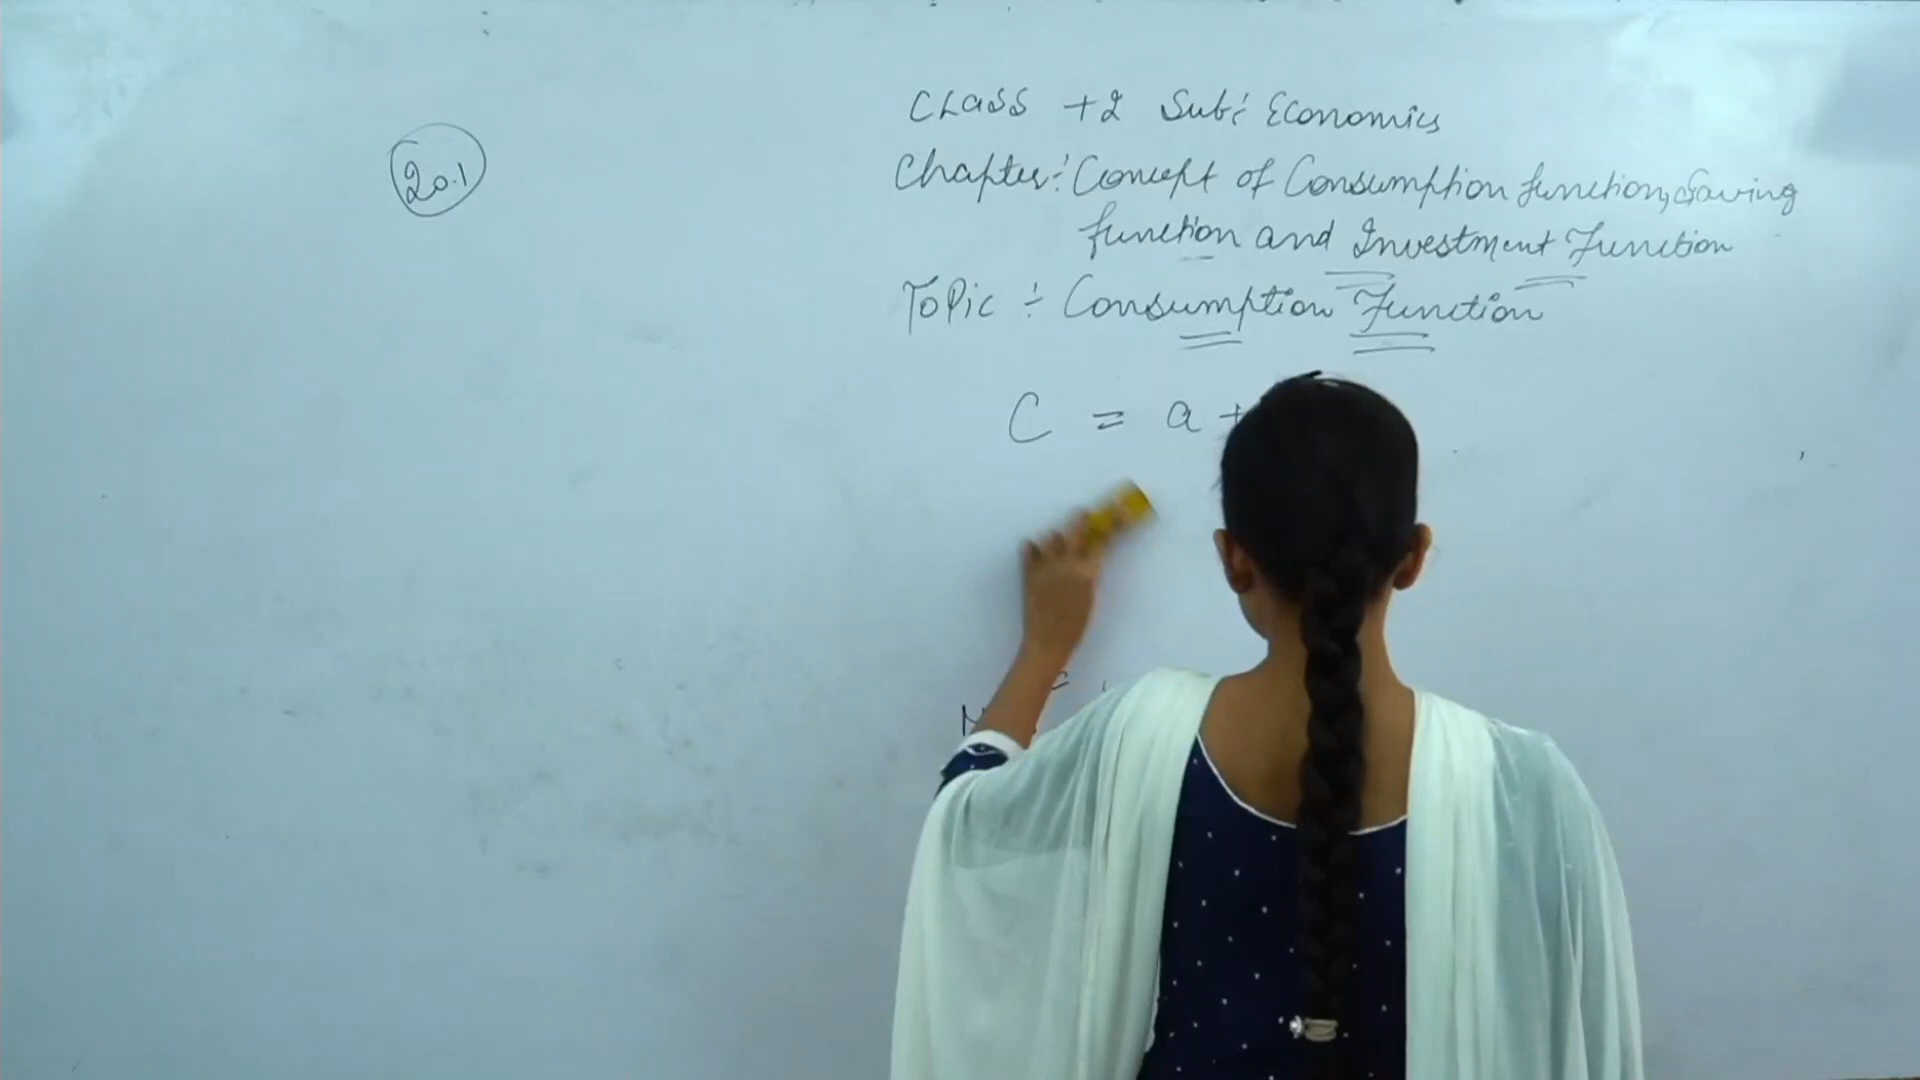 20.1
Class +2 Sub: Economics
Chapter: Concept of Consumption function, Saving
function and Investment Function
Topic ÷ Consumption Function
C = a +